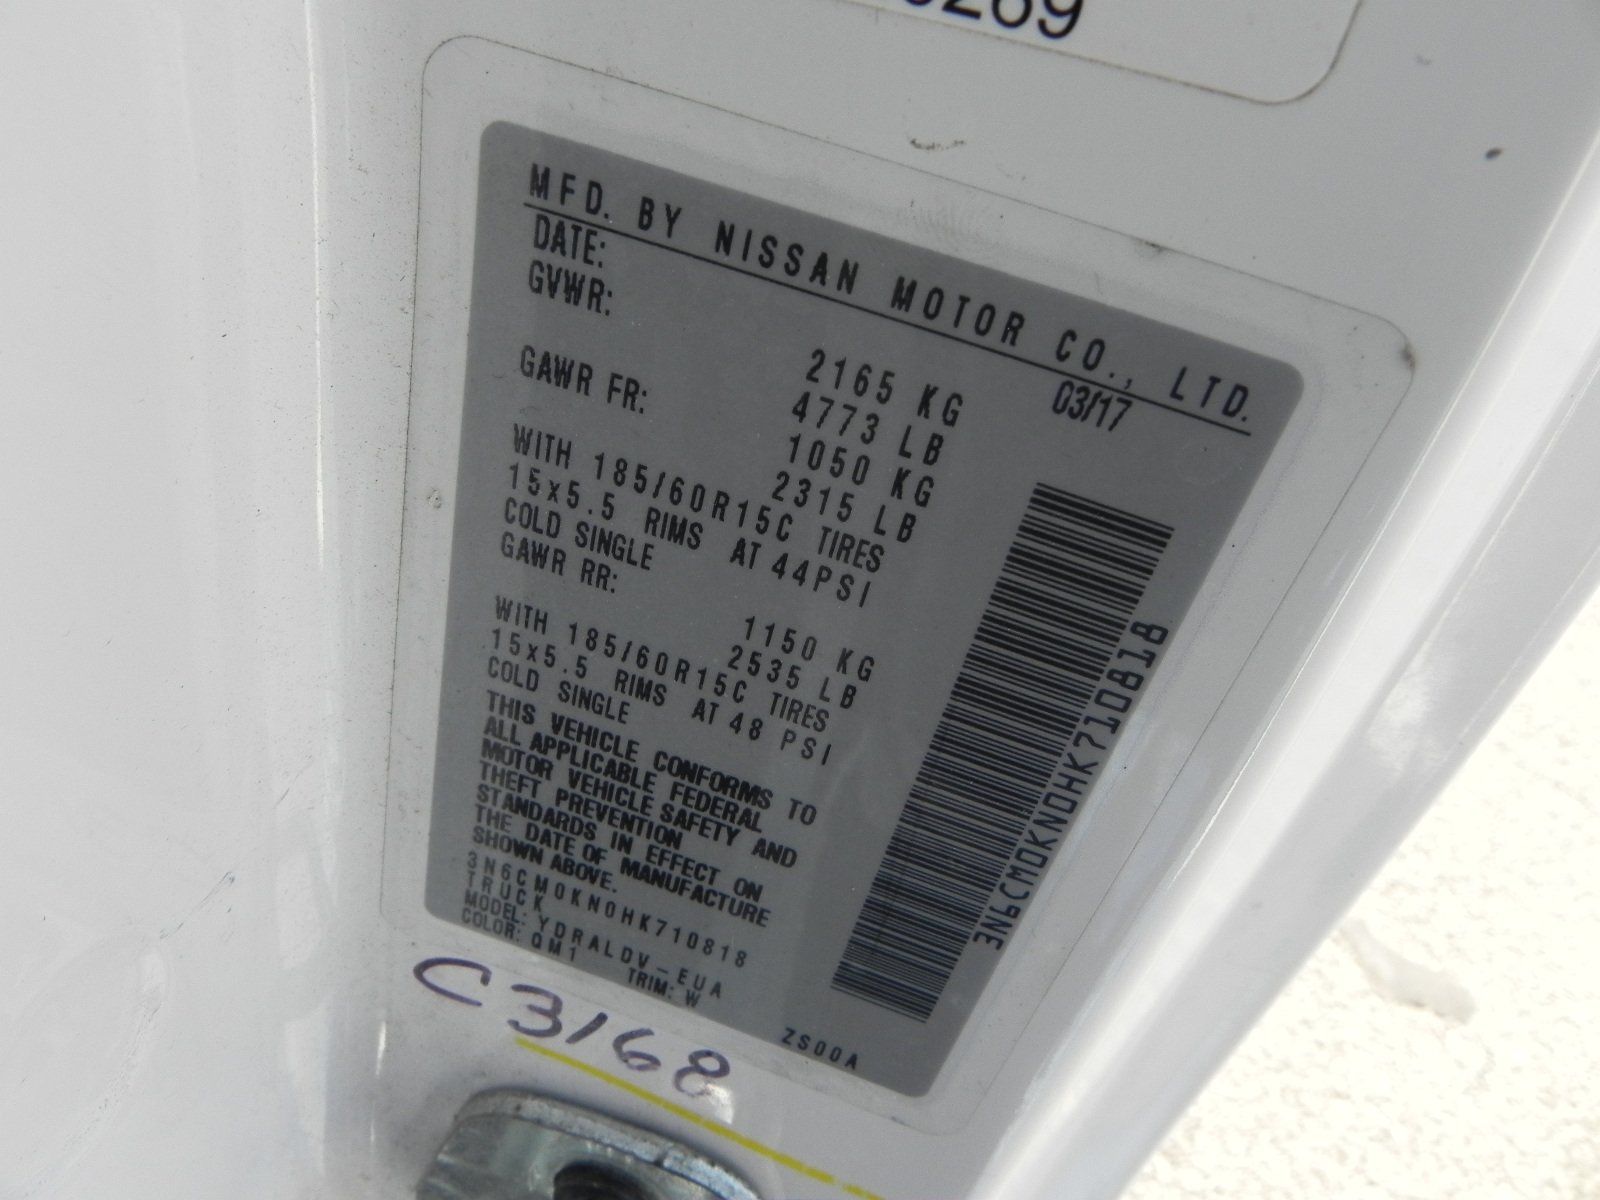 MFD. BY NISSAN MOTOR CO., LTD.
DATE: 03/17
GVWR: 2165 KG
4773 LB
GAWR FR: 1050 KG
2315 LB
WITH 185/60R15C TIRES
15x5.5 RIMS AT 44PSI
COLD SINGLE
GAWR RR: 1150 KG
2535 LB
WITH 185/60R15C TIRES
15x5.5 RIMS AT 48 PSI
COLD SINGLE
THIS VEHICLE CONFORMS TO
ALL APPLICABLE FEDERAL
MOTOR VEHICLE SAFETY AND
THEFT PREVENTION
STANDARDS IN EFFECT ON
THE DATE OF MANUFACTURE
SHOWN ABOVE.
3N6CM0KN0HK710818
TRUCK
MODEL: YDRALDV-EUA
COLOR: QM1 TRIM: W
ZS00A
3N6CM0KN0HK710818
C3168